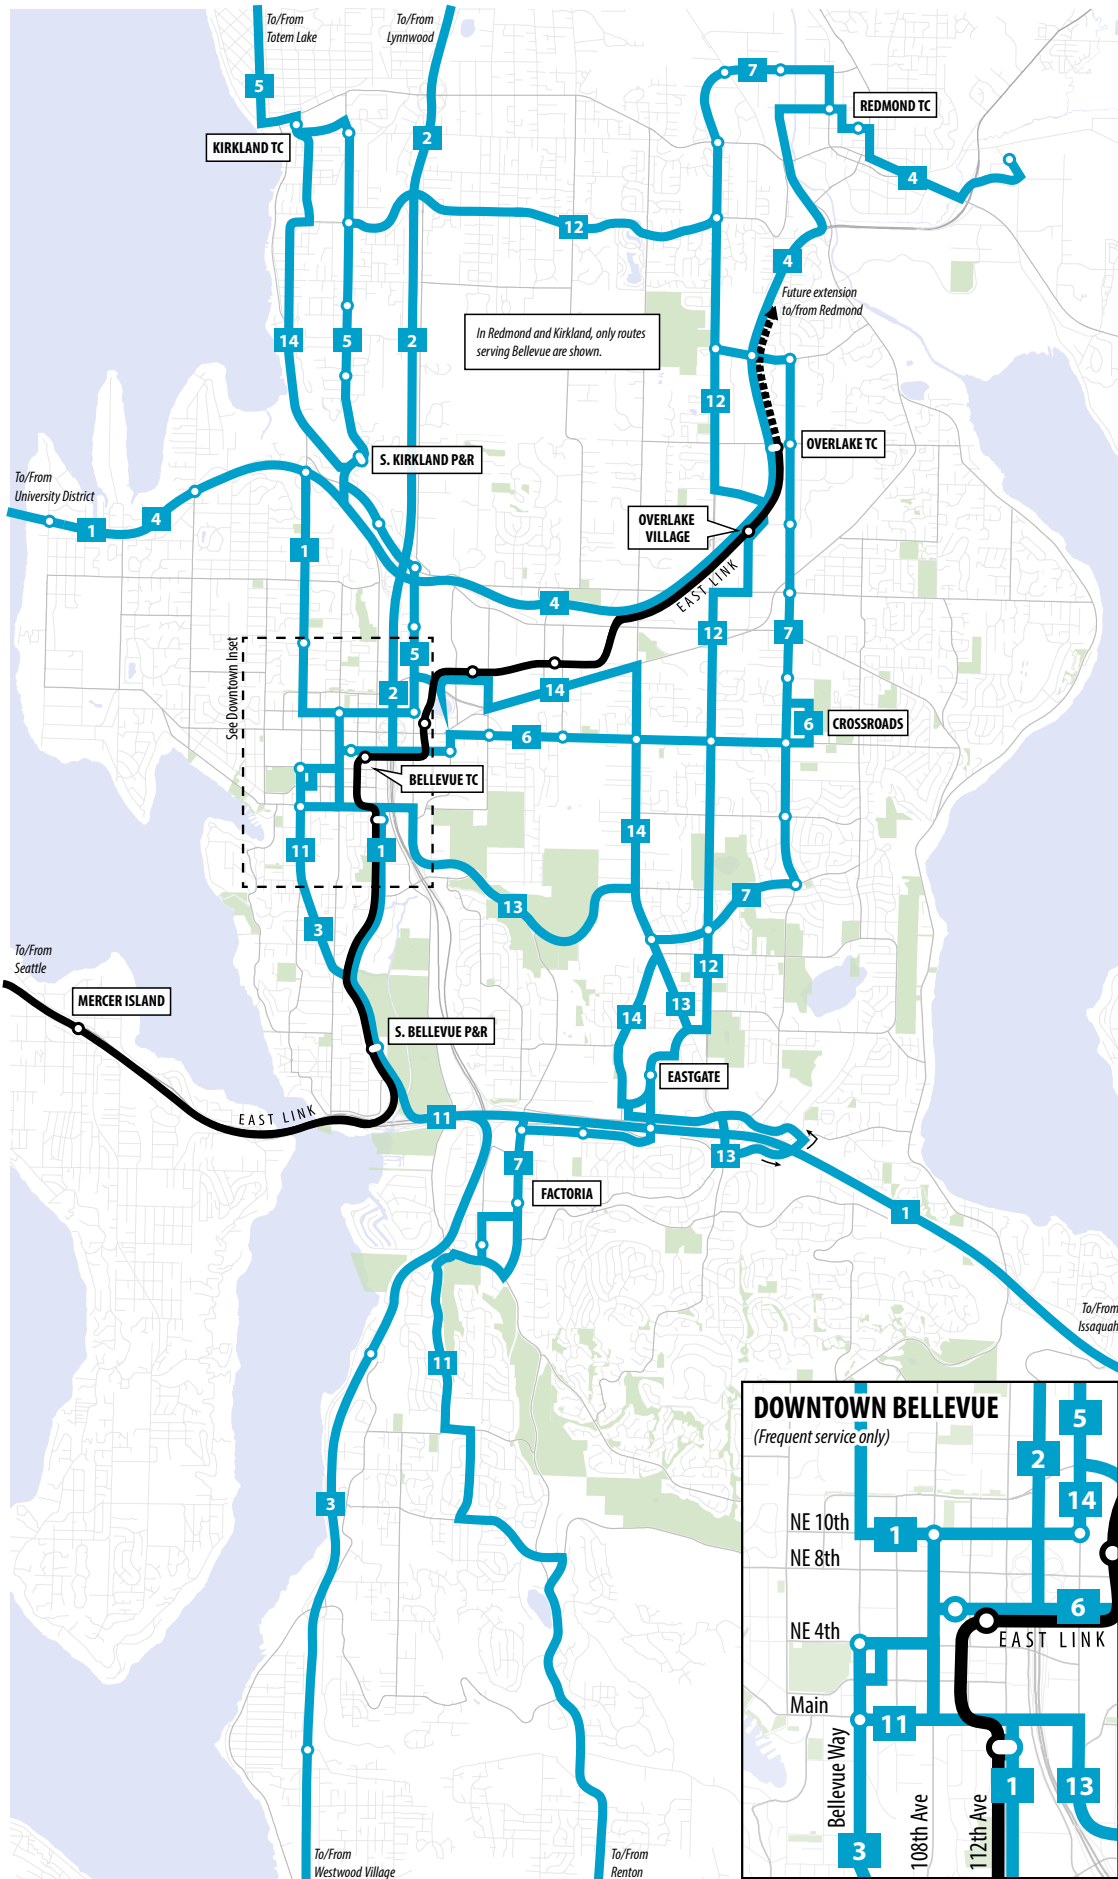 To/From
Totem Lake
To/From
Lynnwood
5
7
REDMOND TC
KIRKLAND TC
2
4
12
4
Future extension
to/from Redmond
In Redmond and Kirkland, only routes
serving Bellevue are shown.
14
5
2
12
OVERLAKE TC
S. KIRKLAND P&R
To/From
University District
1
4
OVERLAKE
VILLAGE
1
EAST LINK
4
12
7
See Downtown Inset
5
2
14
6
6
CROSSROADS
BELLEVUE TC
14
11
1
7
13
3
To/From
Seattle
12
MERCER ISLAND
13
14
S. BELLEVUE P&R
EASTGATE
EAST LINK
11
13
7
FACTORIA
1
To/From
Issaquah
11
3
To/From
Westwood Village
To/From
Renton
DOWNTOWN BELLEVUE
(Frequent service only)
5
2
14
NE 10th
1
NE 8th
6
NE 4th
EAST LINK
Main
11
Bellevue Way
108th Ave
112th Ave
1
13
3